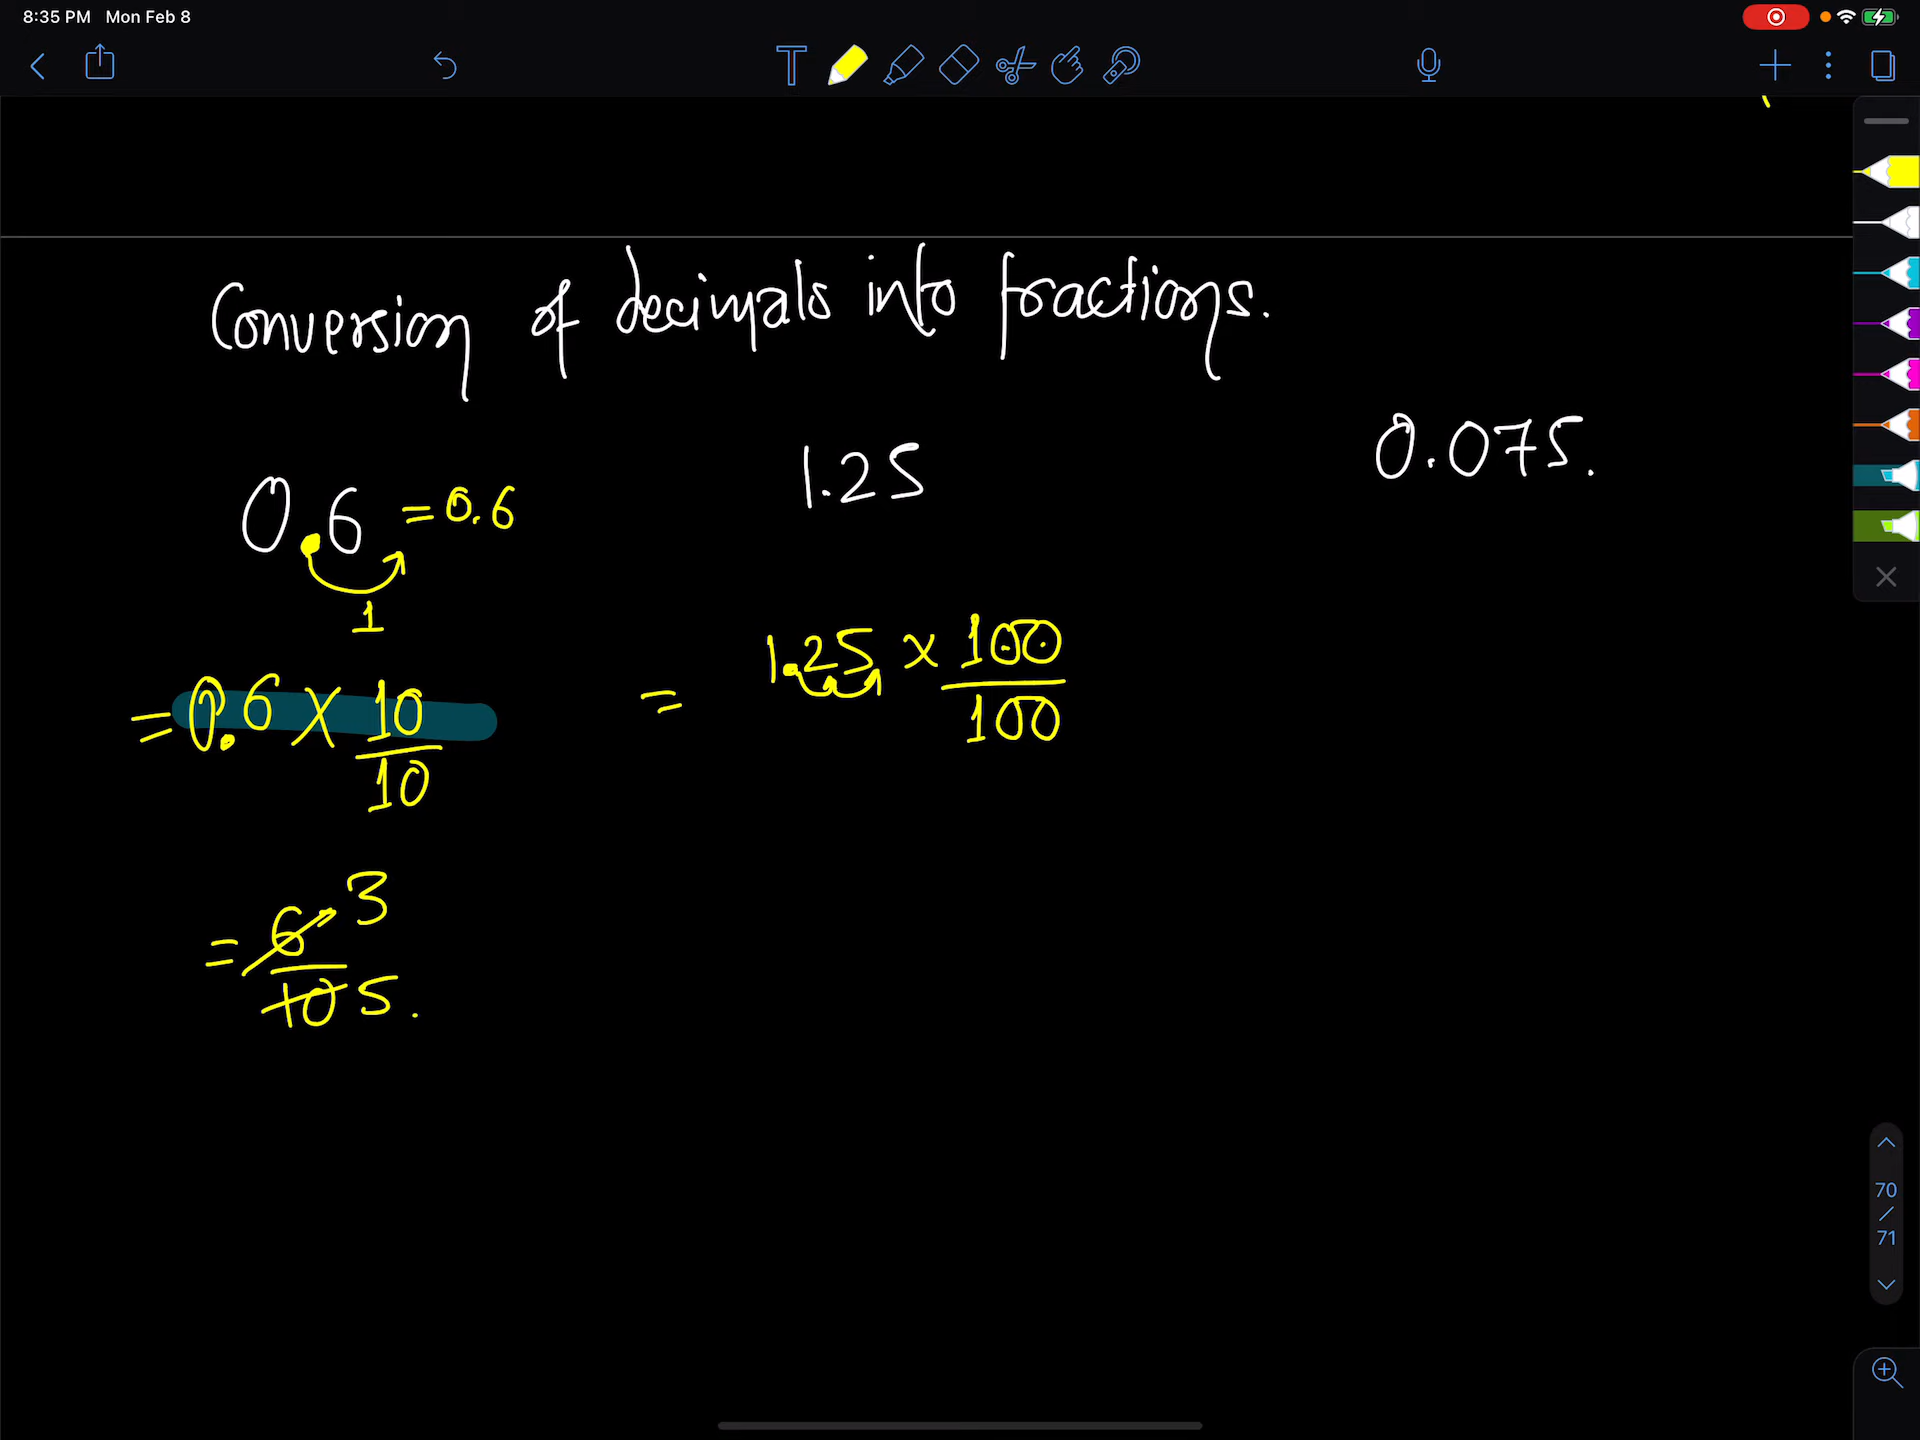 8:35 PM Mon Feb 8
T
Conversion of decimals into fractions.
0.6 = 0.6
1
1.25
0.075.
= 0.6 X 10/10
= 1.25 × 100/100
= 6/10 3/5.
70
/
71